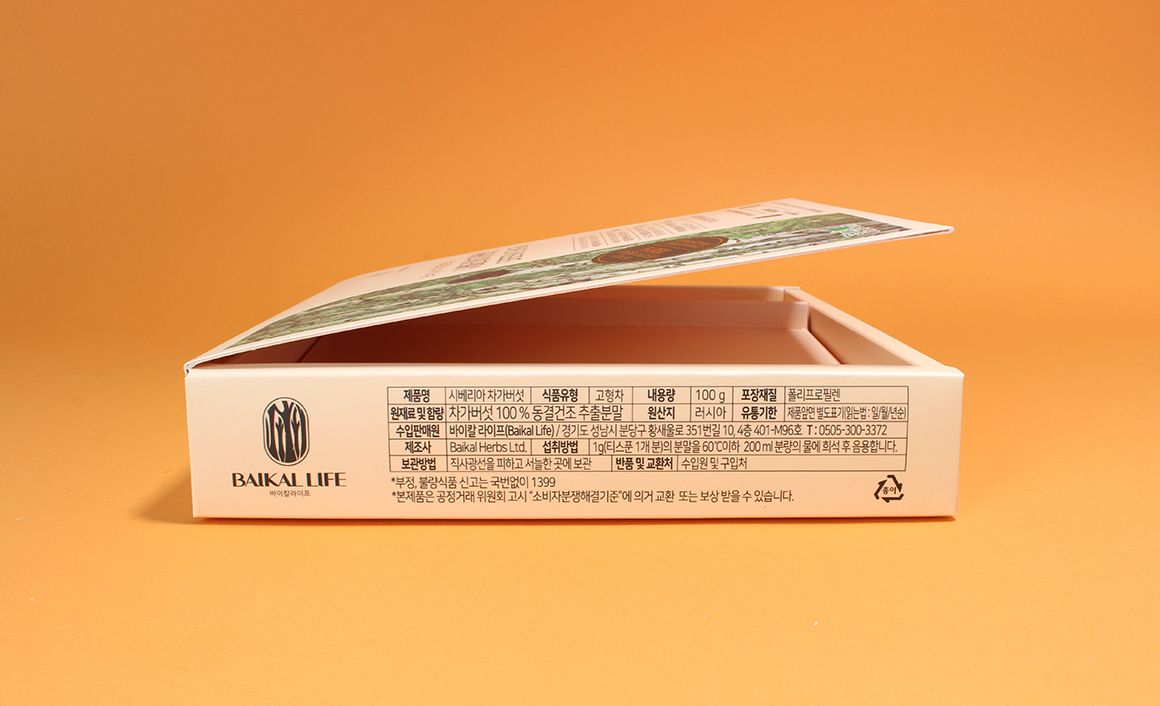 BAIKAL LIFE
바이칼라이프
제품명 시베리아 차가버섯 식품유형 고형차 내용량 100 g 포장재질 폴리프로필렌
원재료 및 함량 차가버섯 100 % 동결건조 추출분말 원산지 러시아 유통기한 제품앞면 별도표기(읽는법 : 일/월/년순)
수입판매원 바이칼 라이프(Baikal Life) / 경기도 성남시 분당구 황새울로 351번길 10, 4층 401-M96호 T : 0505-300-3372
제조사 Baikal Herbs Ltd. 섭취방법 1g(티스푼 1개 분)의 분말을 60℃이하 200 ml 분량의 물에 희석 후 음용합니다.
보관방법 직사광선을 피하고 서늘한 곳에 보관 반품 및 교환처 수입원 및 구입처
*부정, 불량식품 신고는 국번없이 1399
*본제품은 공정거래 위원회 고시 "소비자분쟁해결기준"에 의거 교환 또는 보상 받을 수 있습니다.
종이